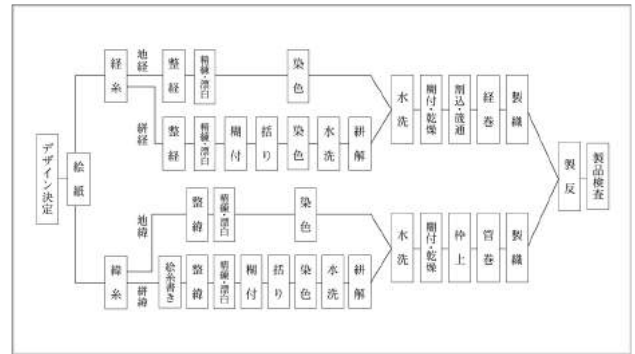 デザイン決定
絵紙
経糸
地経
整経
精練・漂白
染色
絣経
整経
精練・漂白
糊付
括り
染色
水洗
絣解
水洗
糊付・乾燥
割込・筬通
経巻
製織
緯糸
地緯
整緯
精練・漂白
染色
絣緯
絵糸書き
整緯
精練・漂白
糊付
括り
染色
水洗
絣解
水洗
糊付・乾燥
枠上
管巻
製織
製反
製品検査